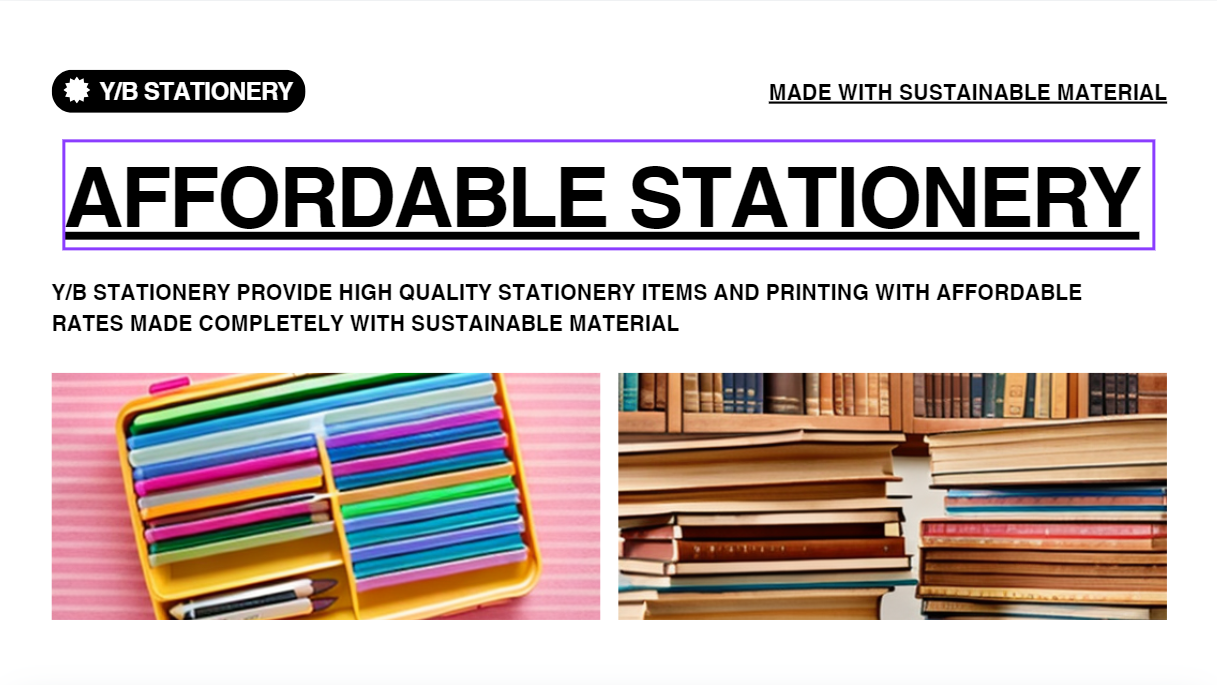 Y/B STATIONERY
MADE WITH SUSTAINABLE MATERIAL
AFFORDABLE STATIONERY
Y/B STATIONERY PROVIDE HIGH QUALITY STATIONERY ITEMS AND PRINTING WITH AFFORDABLE
RATES MADE COMPLETELY WITH SUSTAINABLE MATERIAL